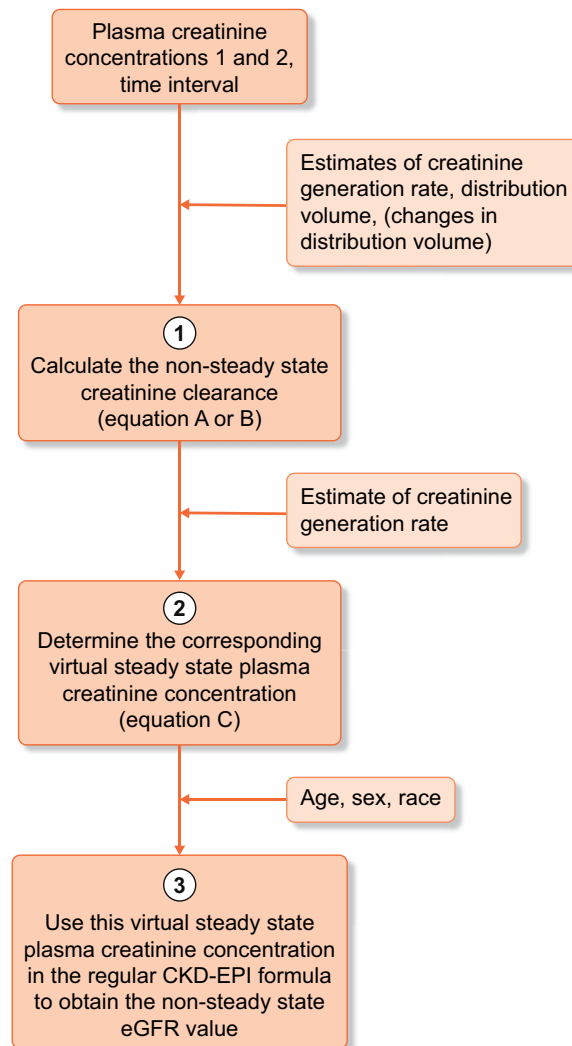 Plasma creatinine
concentrations 1 and 2,
time interval
Estimates of creatinine
generation rate, distribution
volume, (changes in
distribution volume)
1
Calculate the non-steady state
creatinine clearance
(equation A or B)
Estimate of creatinine
generation rate
2
Determine the corresponding
virtual steady state plasma
creatinine concentration
(equation C)
Age, sex, race
3
Use this virtual steady state
plasma creatinine concentration
in the regular CKD-EPI formula
to obtain the non-steady state
eGFR value